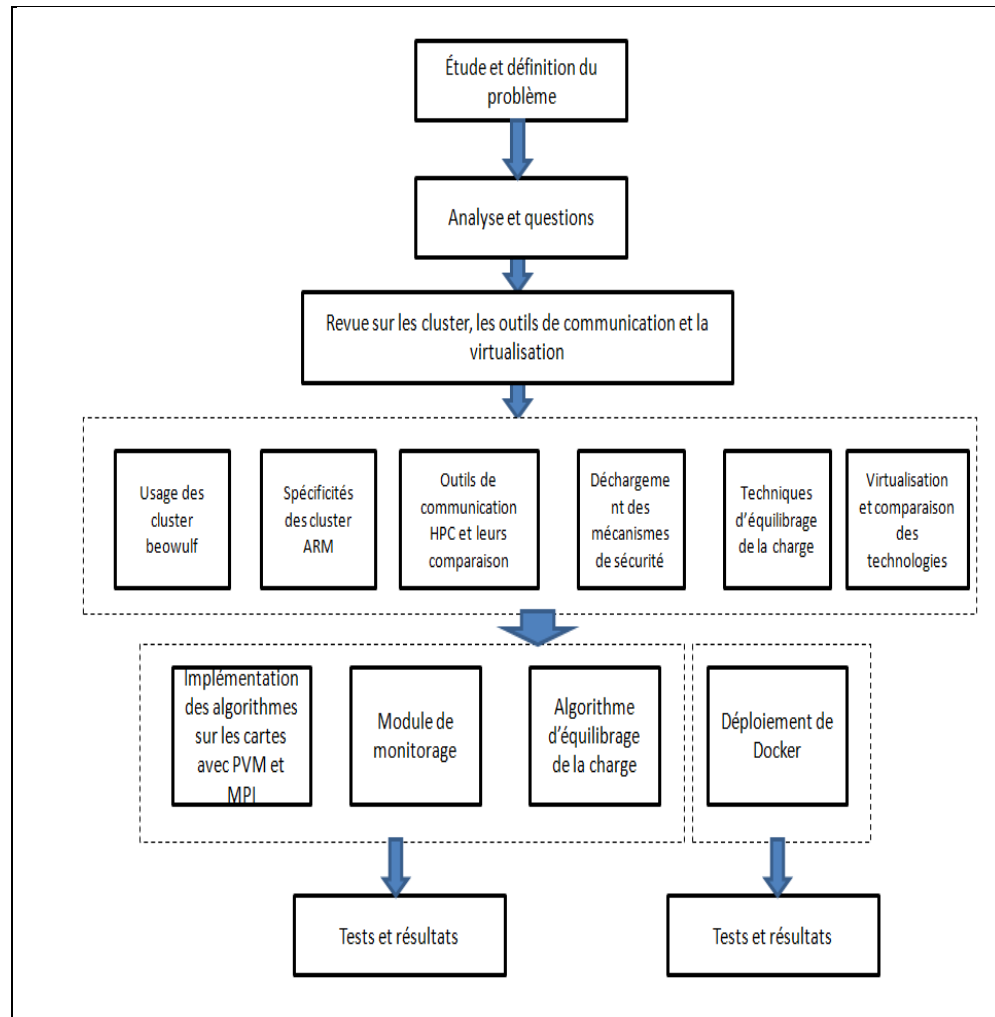 Étude et définition du
problème
Analyse et questions
Revue sur les cluster, les outils de communication et la
virtualisation
Usage des
cluster
beowulf
Spécificités
des cluster
ARM
Outils de
communication
HPC et leurs
comparaison
Déchargeme
nt des
mécanismes
de sécurité
Techniques
d'équilibrage
de la charge
Virtualisation
et comparaison
des
technologies
Implémentation
des algorithmes
sur les cartes
avec PVM et
MPI
Module de
monitorage
Algorithme
d'équilibrage
de la charge
Déploiement de
Docker
Tests et résultats
Tests et résultats